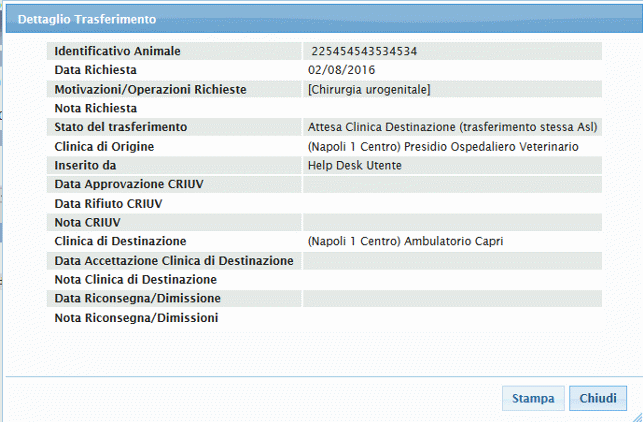 Dettaglio Trasferimento
Identificativo Animale 225454543534534
Data Richiesta 02/08/2016
Motivazioni/Operazioni Richieste [Chirurgia urogenitale]
Nota Richiesta
Stato del trasferimento Attesa Clinica Destinazione (trasferimento stessa Asl)
Clinica di Origine (Napoli 1 Centro) Presidio Ospedaliero Veterinario
Inserito da Help Desk Utente
Data Approvazione CRIUV
Data Rifiuto CRIUV
Nota CRIUV
Clinica di Destinazione (Napoli 1 Centro) Ambulatorio Capri
Data Accettazione Clinica di Destinazione
Nota Clinica di Destinazione
Data Riconsegna/Dimissione
Nota Riconsegna/Dimissioni
Stampa Chiudi